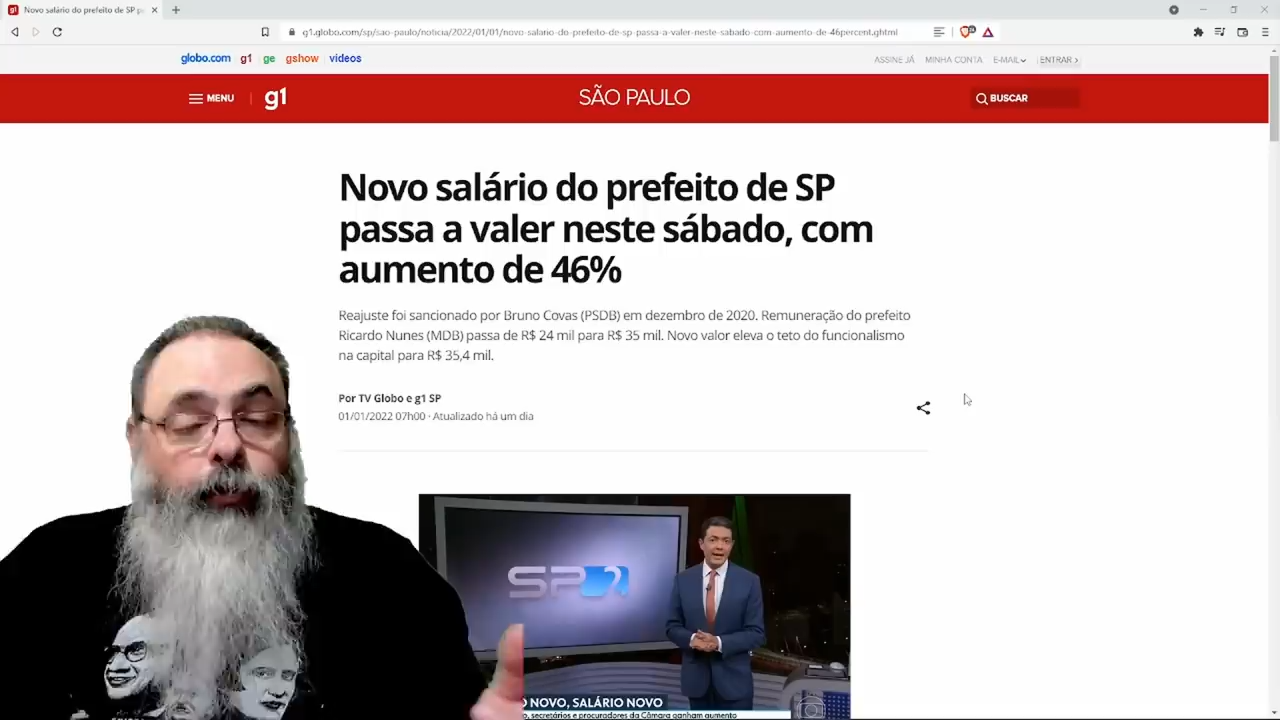 Novo salário do prefeito de SP pa
g1.globo.com/sp/sao-paulo/noticia/2022/01/01/novo-salario-do-prefeito-de-sp-passa-a-valer-neste-sabado-com-aumento-de-46percent.ghtml
globo.com g1 ge gshow vídeos
ASSINE JÁ MINHA CONTA E-MAIL ENTRAR
MENU g1 SÃO PAULO BUSCAR
Novo salário do prefeito de SP
passa a valer neste sábado, com
aumento de 46%
Reajuste foi sancionado por Bruno Covas (PSDB) em dezembro de 2020. Remuneração do prefeito
Ricardo Nunes (MDB) passa de R$ 24 mil para R$ 35 mil. Novo valor eleva o teto do funcionalismo
na capital para R$ 35,4 mil.
Por TV Globo e g1 SP
01/01/2022 07h00 · Atualizado há um dia
SP2
O NOVO, SALÁRIO NOVO
, secretários e procuradores da Câmara ganham aumento